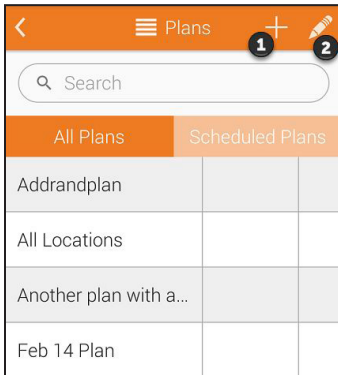 Plans
1
2
Search
All Plans Scheduled Plans
Addrandplan
All Locations
Another plan with a...
Feb 14 Plan